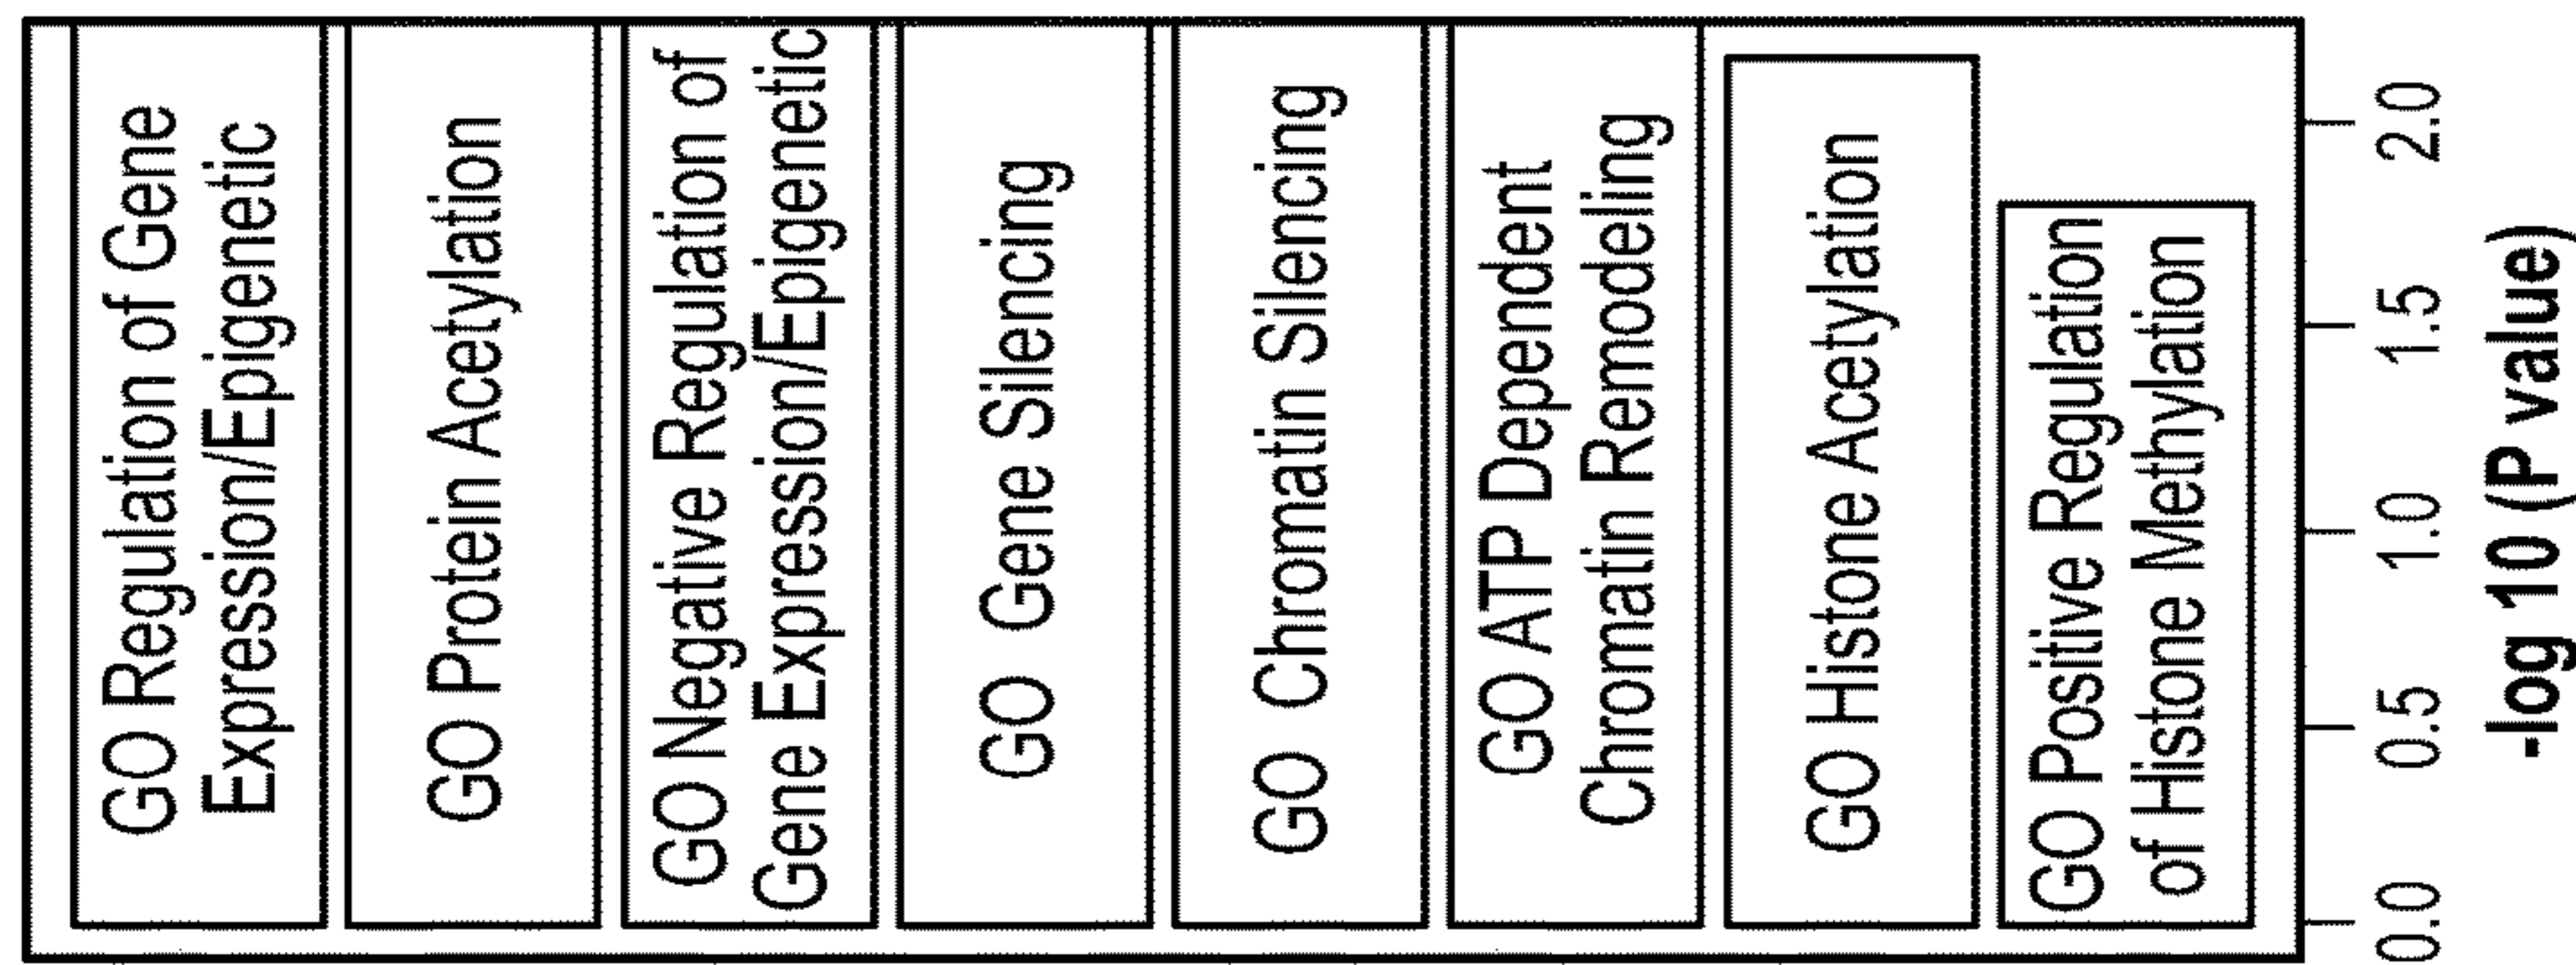 GO Regulation of Gene
Expression/Epigenetic
GO Protein Acetylation
GO Negative Regulation of
Gene Expression/Epigenetic
GO Gene Silencing
GO Chromatin Silencing
GO ATP Dependent
Chromatin Remodeling
GO Histone Acetylation
GO Positive Regulation
of Histone Methylation
0.0 0.5 1.0 1.5 2.0
-log 10 (P value)